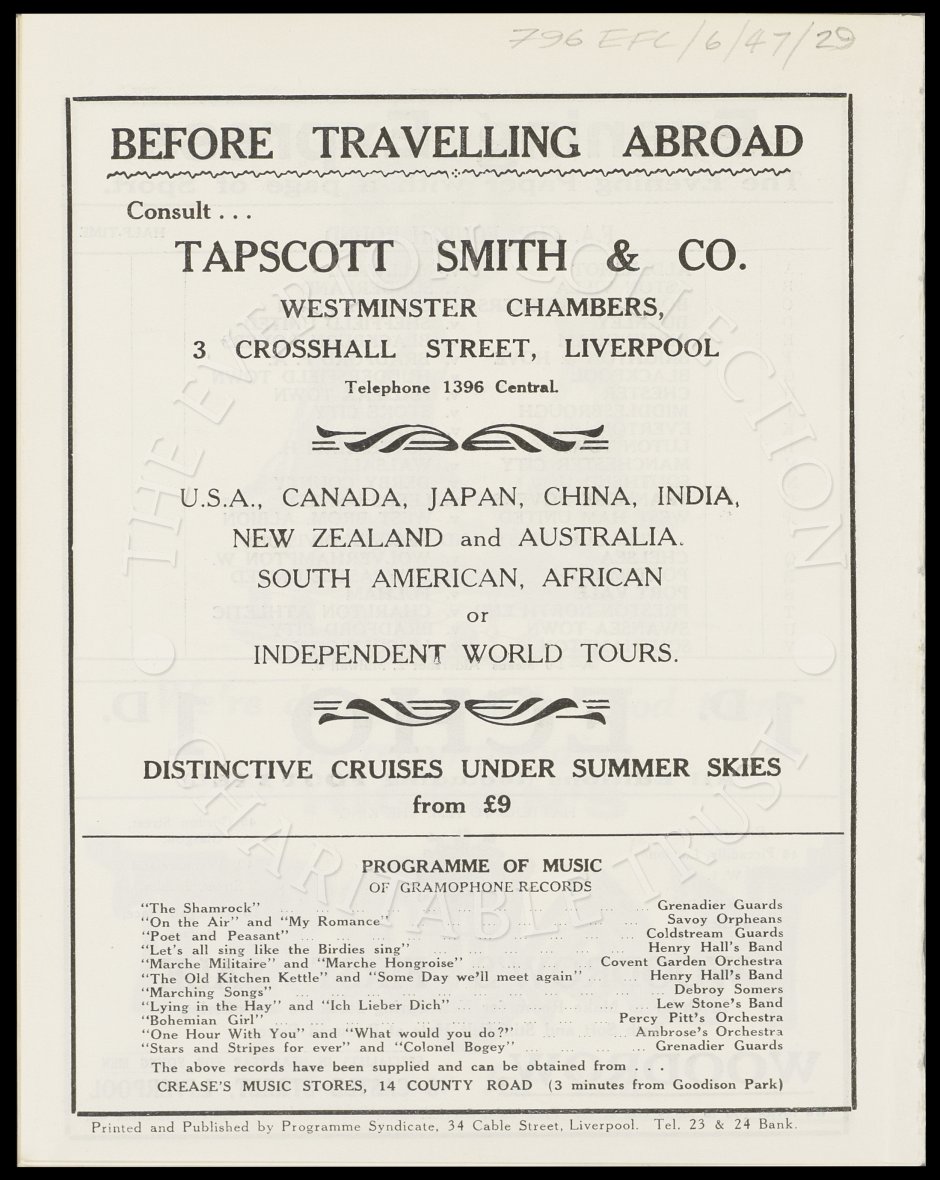 796 EFC/6/47/29
BEFORE TRAVELLING ABROAD
Consult . . .
TAPSCOTT SMITH & CO.
WESTMINSTER CHAMBERS,
3 CROSSHALL STREET, LIVERPOOL
Telephone 1396 Central.
U.S.A., CANADA, JAPAN, CHINA, INDIA,
NEW ZEALAND and AUSTRALIA.
SOUTH AMERICAN, AFRICAN
or
INDEPENDENT WORLD TOURS.
DISTINCTIVE CRUISES UNDER SUMMER SKIES
from £9
PROGRAMME OF MUSIC
OF GRAMOPHONE RECORDS
"The Shamrock" ... Grenadier Guards
"On the Air" and "My Romance" ... Savoy Orpheans
"Poet and Peasant" ... Coldstream Guards
"Let's all sing like the Birdies sing" ... Henry Hall's Band
"Marche Militaire" and "Marche Hongroise" ... Covent Garden Orchestra
"The Old Kitchen Kettle" and "Some Day we'll meet again" ... Henry Hall's Band
"Marching Songs" ... Debroy Somers
"Lying in the Hay" and "Ich Lieber Dich" ... Lew Stone's Band
"Bohemian Girl" ... Percy Pitt's Orchestra
"One Hour With You" and "What would you do?" ... Ambrose's Orchestra
"Stars and Stripes for ever" and "Colonel Bogey" ... Grenadier Guards
The above records have been supplied and can be obtained from . . .
CREASE'S MUSIC STORES, 14 COUNTY ROAD (3 minutes from Goodison Park)
Printed and Published by Programme Syndicate, 34 Cable Street, Liverpool. Tel. 23 & 24 Bank.
THE EVERTON COLLECTION
CHARITABLE TRUST